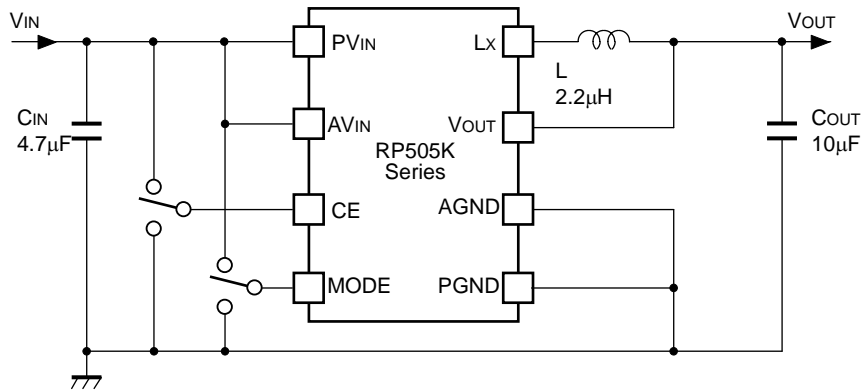 VIN
PVIN
LX
VOUT
L
2.2μH
CIN
4.7μF
AVIN
VOUT
COUT
10μF
RP505K
Series
CE
AGND
MODE
PGND